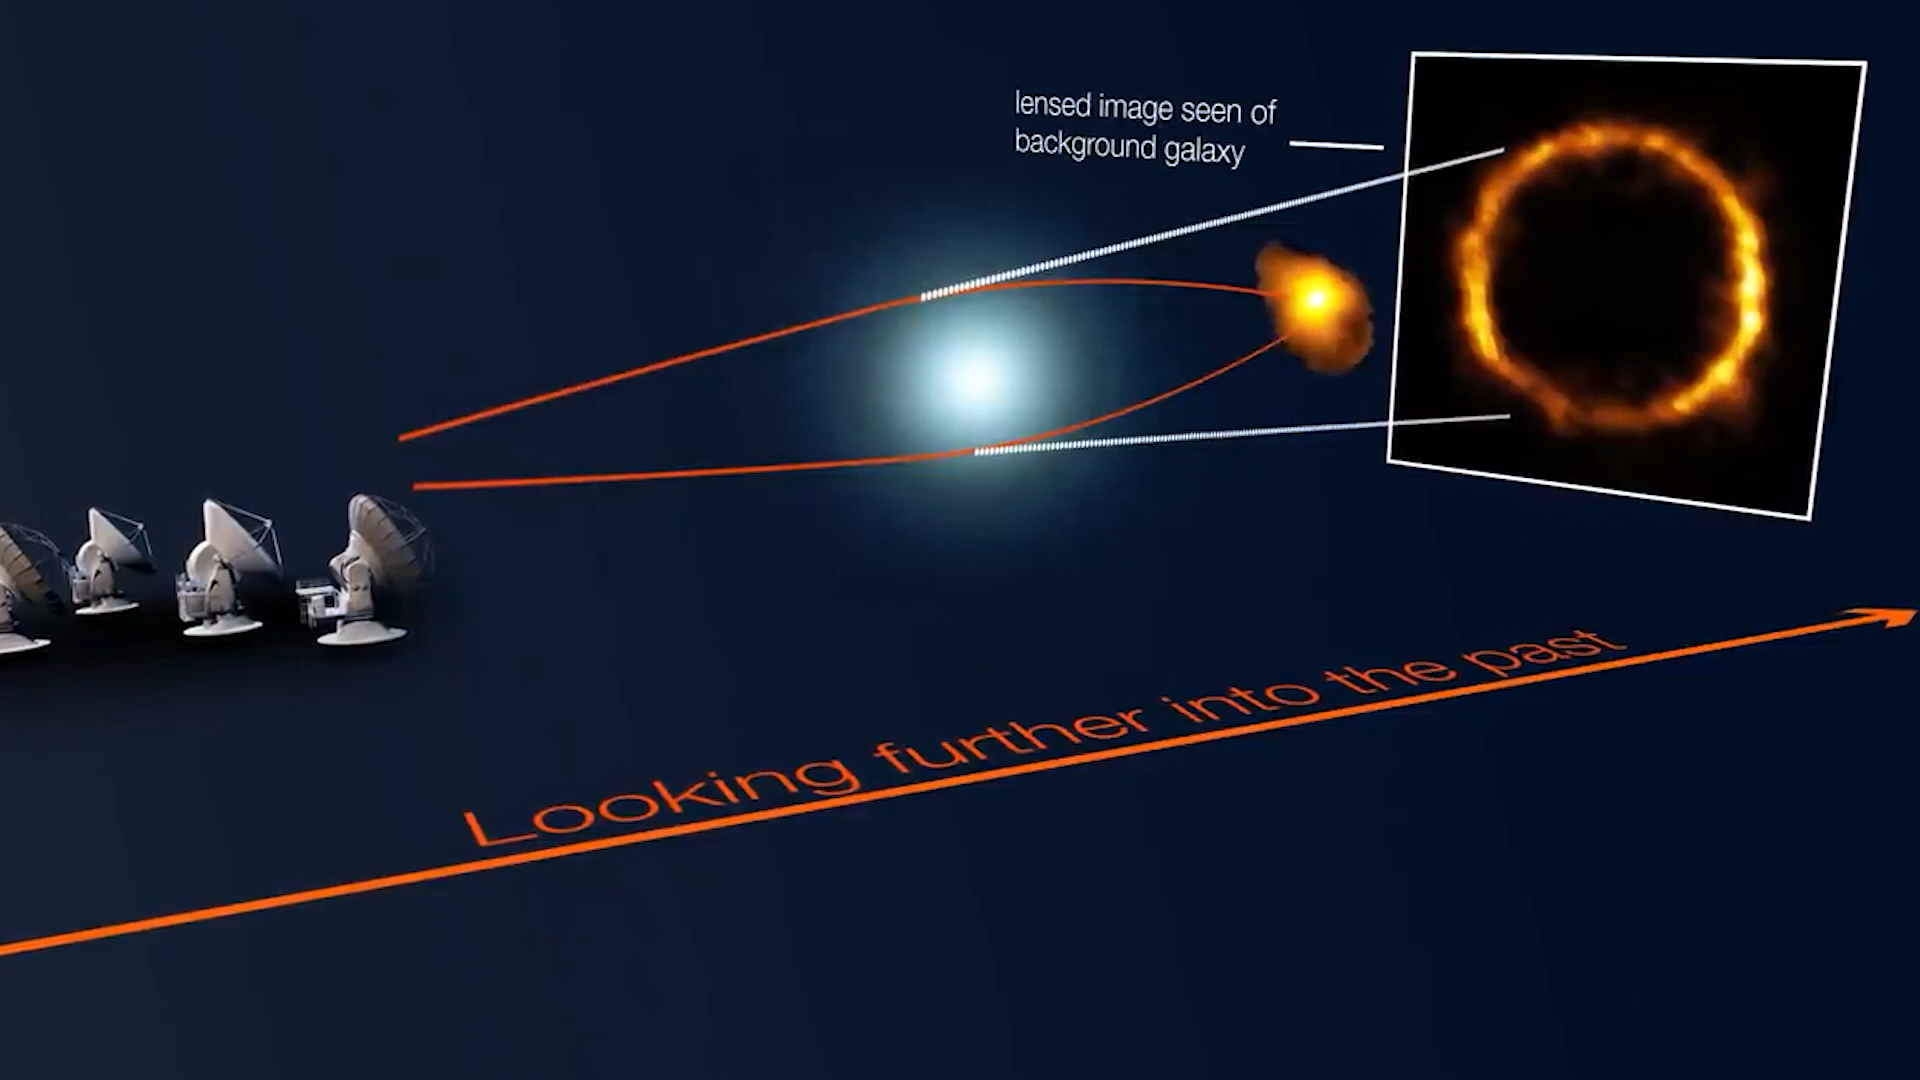 lensed image seen of
background galaxy
Looking further into the past